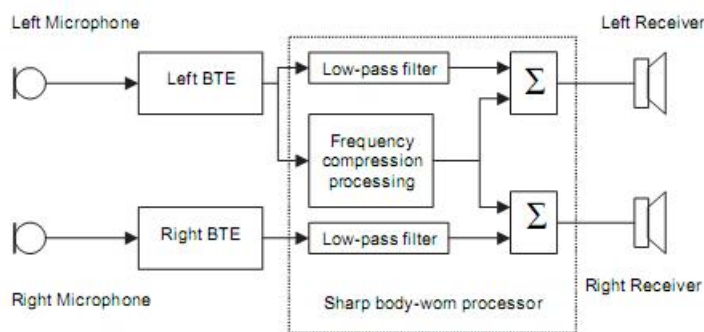 Left Microphone
Left Receiver
Left BTE
Low-pass filter
Σ
Frequency
compression
processing
Right BTE
Low-pass filter
Σ
Right Microphone
Sharp body-worn processor
Right Receiver